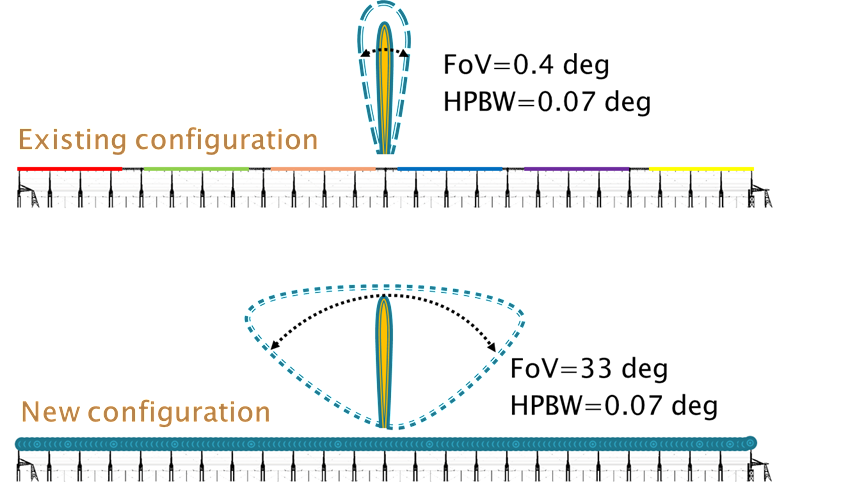 FoV=0.4 deg
HPBW=0.07 deg
Existing configuration
FoV=33 deg
HPBW=0.07 deg
New configuration